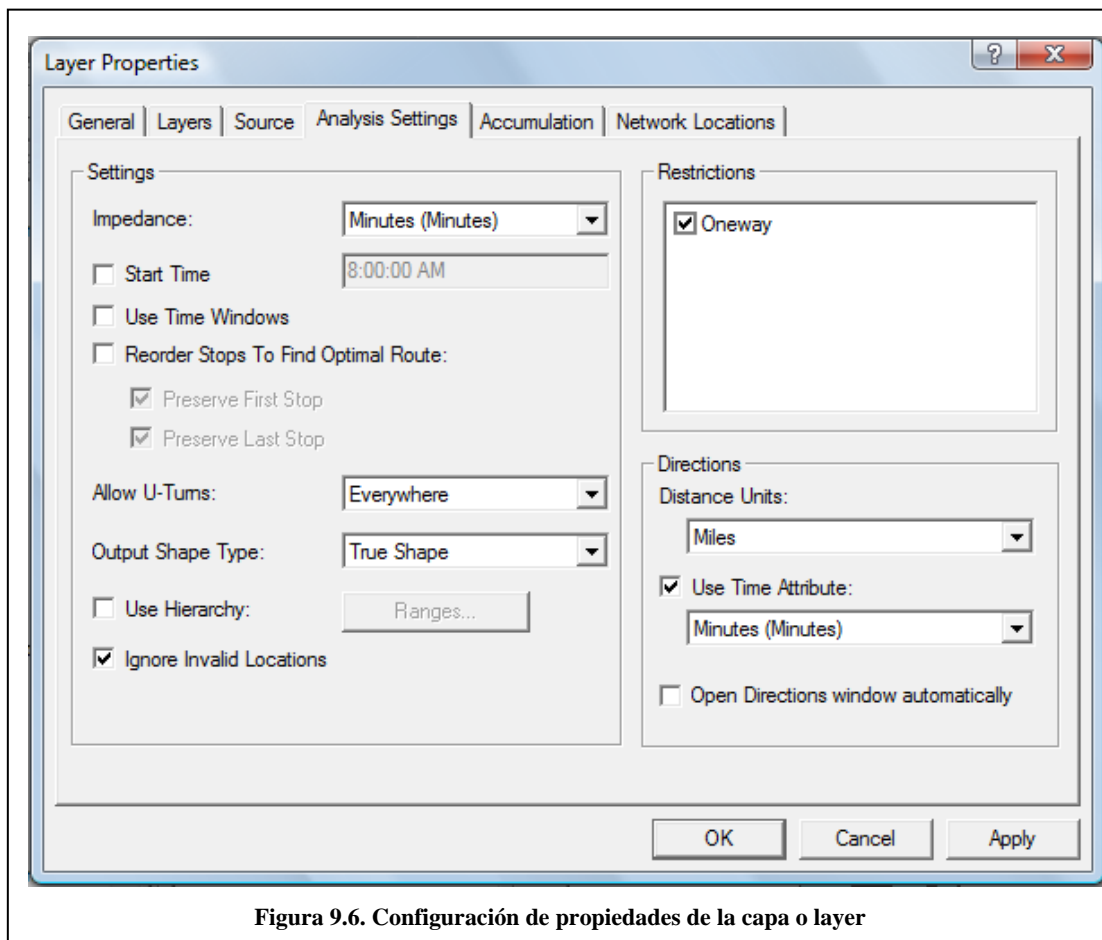 Layer Properties
General Layers Source Analysis Settings Accumulation Network Locations
Settings
Impedance: Minutes (Minutes)
Start Time 8:00:00 AM
Use Time Windows
Reorder Stops To Find Optimal Route:
Preserve First Stop
Preserve Last Stop
Allow U-Turns: Everywhere
Output Shape Type: True Shape
Use Hierarchy: Ranges...
Ignore Invalid Locations
Restrictions
Oneway
Directions
Distance Units:
Miles
Use Time Attribute:
Minutes (Minutes)
Open Directions window automatically
OK Cancel Apply
Figura 9.6. Configuración de propiedades de la capa o layer